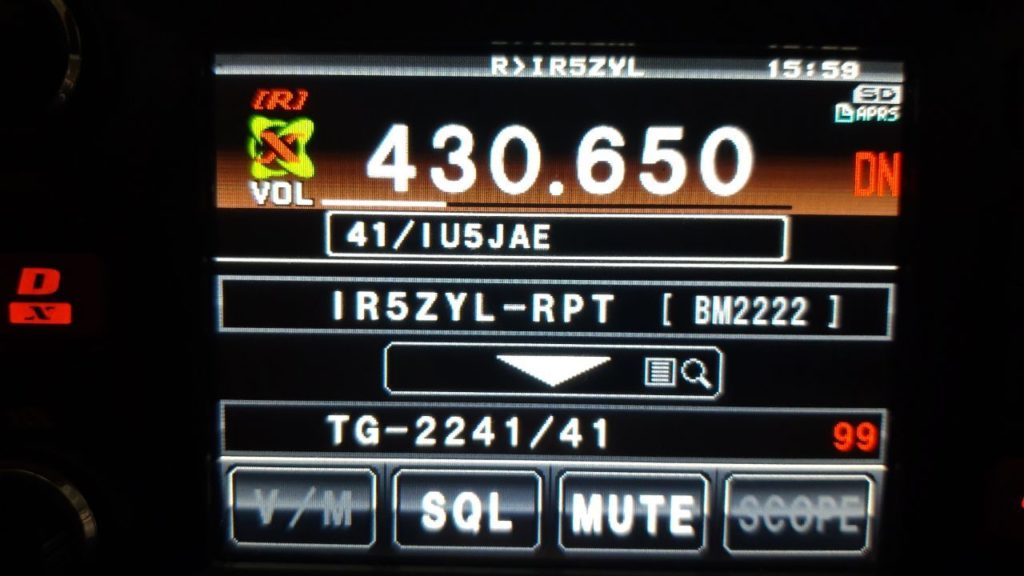 R>IR5ZYL 15:59
[R] SD
APRS
X 430.650 DN
VOL
41/IU5JAE
D
X
IR5ZYL-RPT [ BM2222 ]
TG-2241/41 99
V/M SQL MUTE SCOPE